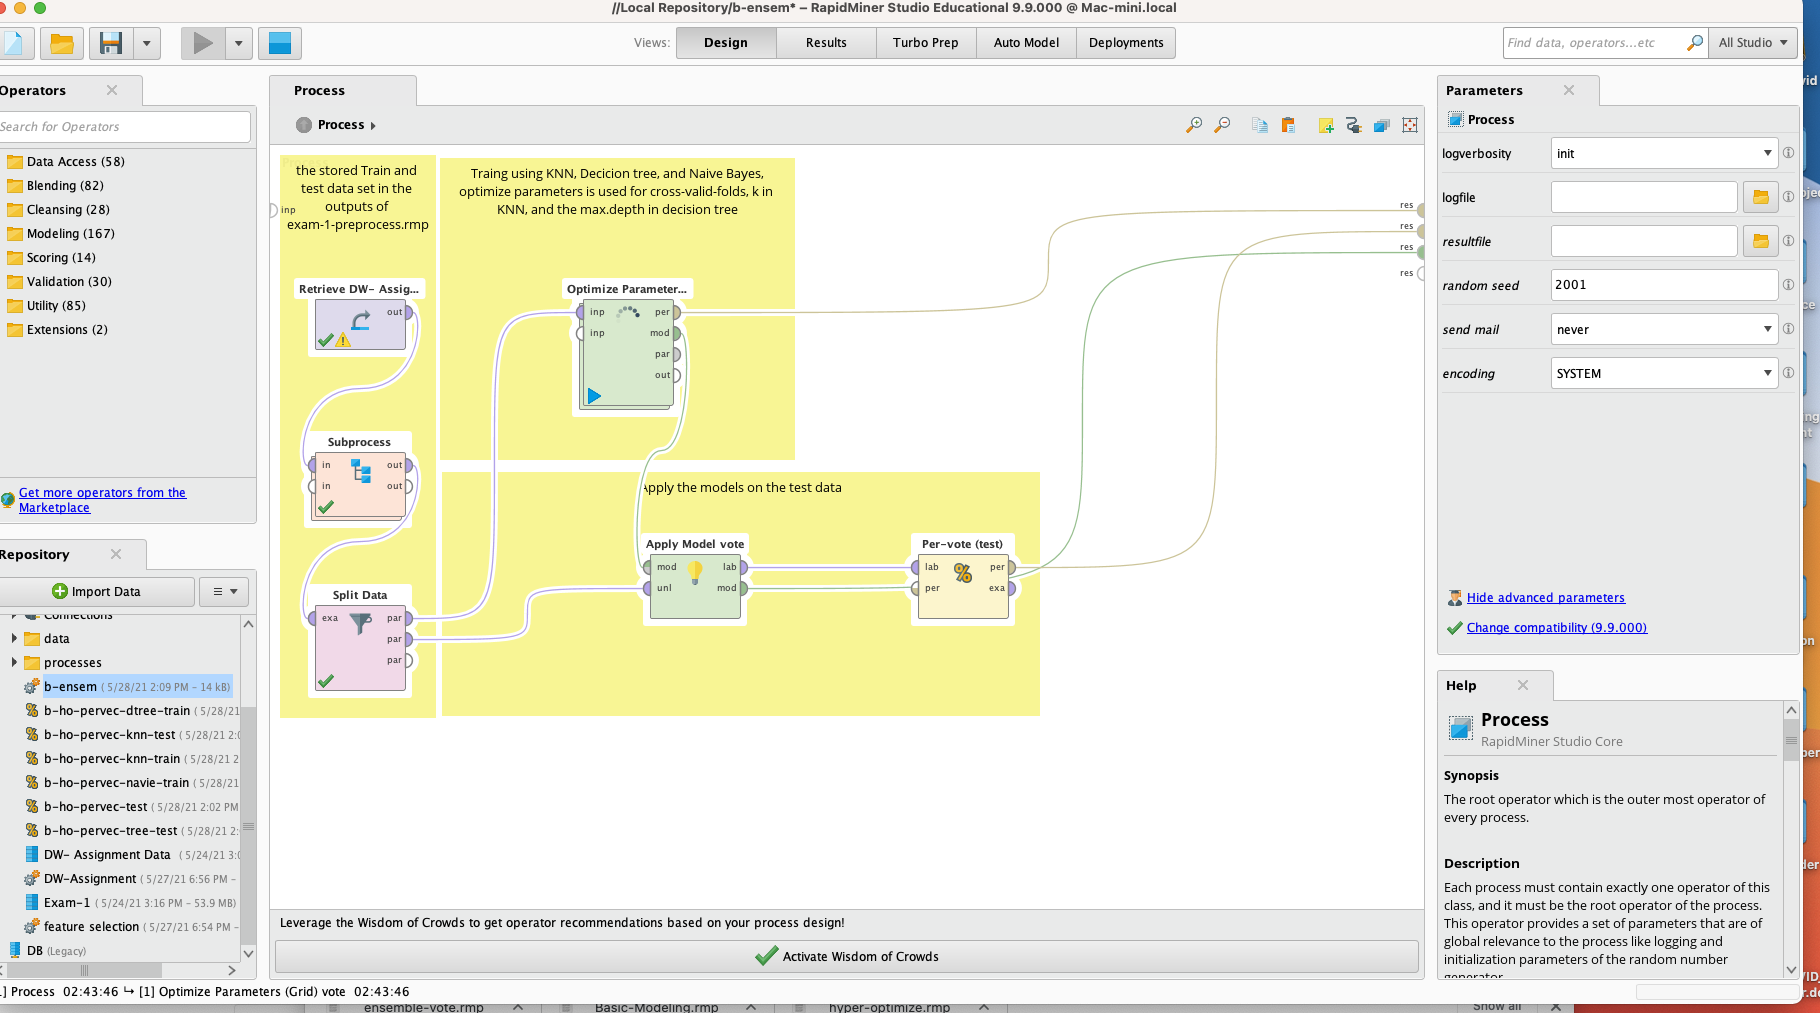 //Local Repository/b-ensem* – RapidMiner Studio Educational 9.9.000 @ Mac-mini.local
Views:
Design
Results
Turbo Prep
Auto Model
Deployments
Find data, operators...etc
All Studio
Operators
Search for Operators
Data Access (58)
Blending (82)
Cleansing (28)
Modeling (167)
Scoring (14)
Validation (30)
Utility (85)
Extensions (2)
Get more operators from the
Marketplace
Repository
Import Data
Connections
data
processes
b-ensem (5/28/21 2:09 PM – 14 kB)
b-ho-pervec-dtree-train (5/28/21
b-ho-pervec-knn-test (5/28/21 2:0
b-ho-pervec-knn-train (5/28/21 2
b-ho-pervec-navie-train (5/28/21
b-ho-pervec-test (5/28/21 2:02 PM
b-ho-pervec-tree-test (5/28/21 2:
DW- Assignment Data (5/24/21 3:0
DW-Assignment (5/27/21 6:56 PM –
Exam-1 (5/24/21 3:16 PM – 53.9 MB)
feature selection (5/27/21 6:54 PM –
DB (Legacy)
Process
Process
Process
inp
the stored Train and
test data set in the
outputs of
exam-1-preprocess.rmp
Traing using KNN, Decicion tree, and Naive Bayes,
optimize parameters is used for cross-valid-folds, k in
KNN, and the max.depth in decision tree
Retrieve DW- Assig...
out
Subprocess
in out
in out
Split Data
exa par
par
par
Optimize Parameter...
inp per
inp mod
par
out
Apply the models on the test data
Apply Model vote
mod lab
unl mod
Per-vote (test)
lab per
per exa
res
res
res
res
Leverage the Wisdom of Crowds to get operator recommendations based on your process design!
Activate Wisdom of Crowds
Parameters
Process
logverbosity init
logfile
resultfile
random seed 2001
send mail never
encoding SYSTEM
Hide advanced parameters
Change compatibility (9.9.000)
Help
Process
RapidMiner Studio Core
Synopsis
The root operator which is the outer most operator of
every process.
Description
Each process must contain exactly one operator of this
class, and it must be the root operator of the process.
This operator provides a set of parameters that are of
global relevance to the process like logging and
initialization parameters of the random number
generator.
] Process 02:43:46 ↪ [1] Optimize Parameters (Grid) vote 02:43:46
ensemble-vote.rmp
Basic-Modeling.rmp
hyper-optimize.rmp
Show all